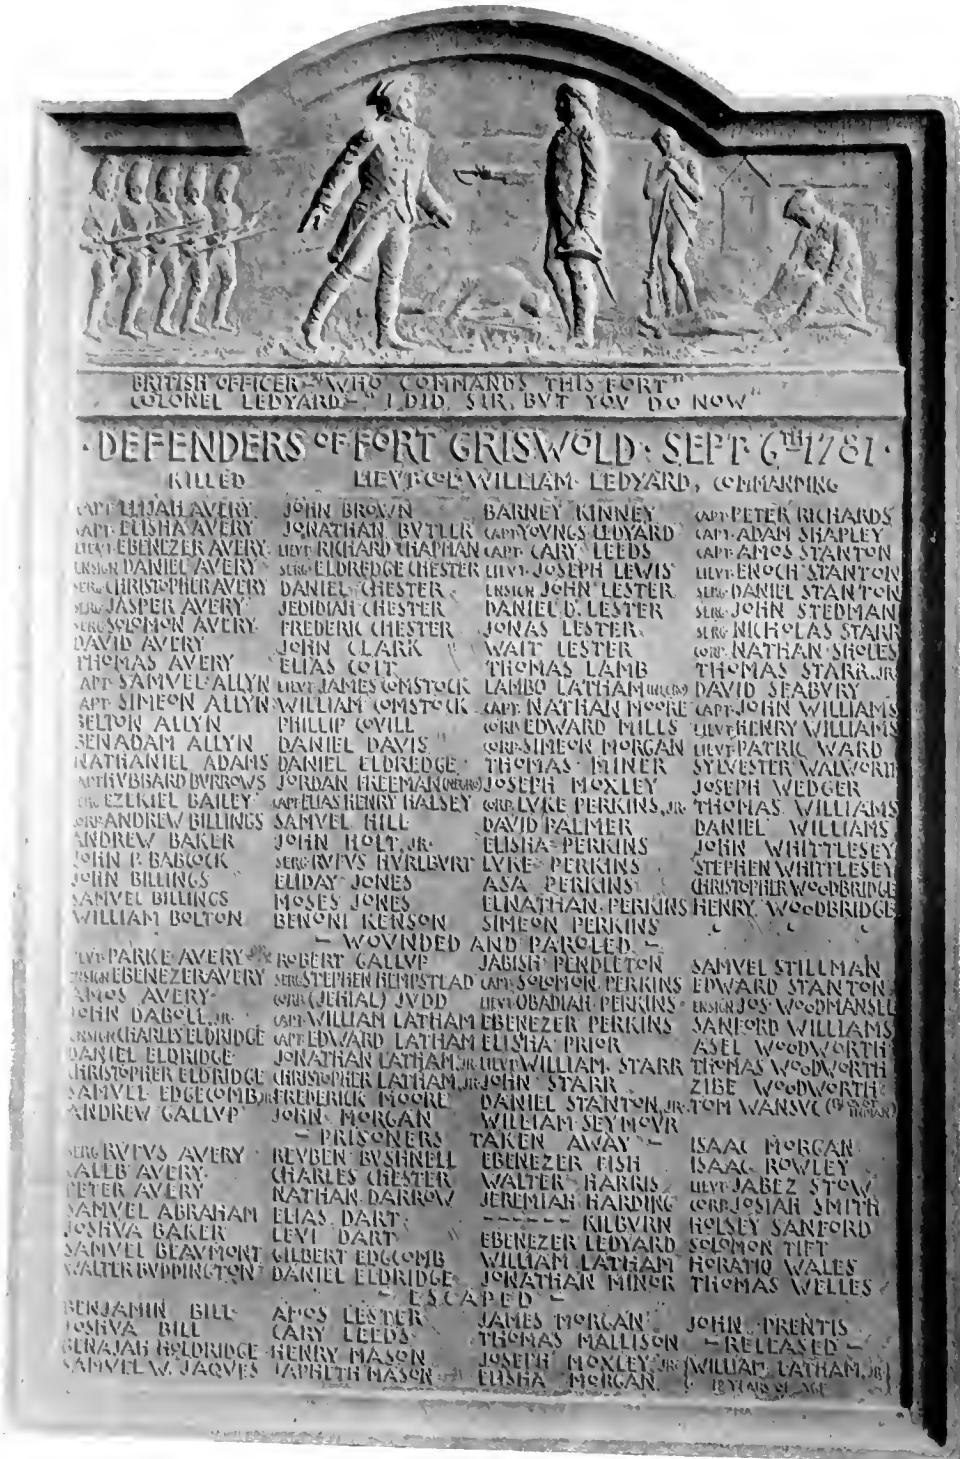 BRITISH OFFICER–"WHO COMMANDS THIS FORT"
COLONEL LEDYARD–"I DID, SIR, BVT YOV DO NOW"
·DEFENDERS OF FORT GRISWOLD· SEPT· 6TH 1781·
KILLED LIEVT·COL·WILLIAM LEDYARD, COMMANDING
CAPT·ELIJAH AVERY JOHN BROWN BARNEY KINNEY CAPT·PETER RICHARDS
CAPT·ELISHA AVERY JONATHAN BVTLER CAPT·YOVNGS LEDYARD CAPT·ADAM SHAPLEY
LIEVT·EBENEZER AVERY LIEVT·RICHARD CHAPMAN CAPT·CARY LEEDS CAPT·AMOS STANTON
ENSIGN DANIEL AVERY SERG·ELDREDGE CHESTER LIEVT·JOSEPH LEWIS LIEVT·ENOCH STANTON
SERG·CHRISTOPHER AVERY DANIEL CHESTER ENSIGN JOHN LESTER SERG·DANIEL STANTON
SERG·JASPER AVERY JEDIDIAH CHESTER DANIEL D. LESTER SERG·JOHN STEDMAN
SERG·SOLOMON AVERY FREDERIC CHESTER JONAS LESTER SERG·NICHOLAS STARR
DAVID AVERY JOHN CLARK WAIT LESTER CORP·NATHAN SHOLES
THOMAS AVERY ELIAS COIT THOMAS LAMB THOMAS STARR, JR.
CAPT·SAMVEL ALLYN LIEVT·JAMES COMSTOCK LAMBO LATHAM (NEGRO) DAVID SEABVRY
CAPT·SIMEON ALLYN WILLIAM COMSTOCK CAPT·NATHAN MOORE CAPT·JOHN WILLIAMS
BELTON ALLYN PHILLIP COVILL CORP·EDWARD MILLS LIEVT·HENRY WILLIAMS
BENADAM ALLYN DANIEL DAVIS CORP·SIMEON MORGAN LIEVT·PATRIC WARD
NATHANIEL ADAMS DANIEL ELDREDGE THOMAS MINER SYLVESTER WALWORTH
CAPT·HVBBARD BVRROWS JORDAN FREEMAN (NEGRO) JOSEPH MOXLEY JOSEPH WEDGER
EZEKIEL BAILEY CAPT·ELIAS HENRY HALSEY CORP·LVKE PERKINS, JR. THOMAS WILLIAMS
CORP·ANDREW BILLINGS SAMVEL HILL DAVID PALMER DANIEL WILLIAMS
ANDREW BAKER JOHN HOLT, JR. ELISHA PERKINS JOHN WHITTLESEY
JOHN P. BABCOCK SERG·RVFVS HVRLBVRT LVKE PERKINS STEPHEN WHITTLESEY
JOHN BILLINGS ELIDAY JONES ASA PERKINS CHRISTOPHER WOODBRIDGE
SAMVEL BILLINGS MOSES JONES ELNATHAN PERKINS HENRY WOODBRIDGE
WILLIAM BOLTON BENONI KENSON SIMEON PERKINS
– WOVNDED AND PAROLED –
LIEVT·PARKE AVERY ROBERT GALLVP JABISH PENDLETON SAMVEL STILLMAN
ENSIGN EBENEZER AVERY SERG·STEPHEN HEMPSTEAD CAPT·SOLOMON PERKINS EDWARD STANTON
AMOS AVERY CORP·(JEHIAL) JVDD LIEVT·OBADIAH PERKINS ENSIGN JOS·WOODMANSEE
JOHN DABOLL, JR. CAPT·WILLIAM LATHAM EBENEZER PERKINS SANFORD WILLIAMS
ENSIGN CHARLES ELDRIDGE CAPT·EDWARD LATHAM ELISHA PRIOR ASEL WOODWORTH
DANIEL ELDRIDGE JONATHAN LATHAM, JR. LIEVT·WILLIAM STARR THOMAS WOODWORTH
CHRISTOPHER ELDRIDGE CHRISTOPHER LATHAM, JR. JOHN STARR ZIBE WOODWORTH
SAMVEL EDGECOMB, JR. FREDERICK MOORE DANIEL STANTON, JR. TOM WANSVC (PEQVOT INDIAN)
ANDREW GALLVP JOHN MORGAN WILLIAM SEYMOVR
– PRISONERS TAKEN AWAY – ISAAC MORGAN
SERG·RVFVS AVERY REVBEN BVSHNELL EBENEZER FISH ISAAC ROWLEY
CALEB AVERY CHARLES CHESTER WALTER HARRIS LIEVT·JABEZ STOW
PETER AVERY NATHAN DARROW JEREMIAH HARDING CORP·JOSIAH SMITH
SAMVEL ABRAHAM ELIAS DART ------ KILBVRN HOLSEY SANFORD
JOSHVA BAKER LEVI DART EBENEZER LEDYARD SOLOMON TIFT
SAMVEL BEAVMONT GILBERT EDGCOMB WILLIAM LATHAM HORATIO WALES
WALTER BVDDINGTON DANIEL ELDRIDGE JONATHAN MINOR THOMAS WELLES
– ESCAPED –
BENJAMIN BILL AMOS LESTER JAMES MORGAN JOHN PRENTIS
JOSHVA BILL CARY LEEDS THOMAS MALLISON – RELEASED –
BENAJAH HOLDRIDGE HENRY MASON JOSEPH MOXLEY, JR. WILLIAM LATHAM, JR.
SAMVEL W. JAQVES JAPHETH MASON ELISHA MORGAN 12 YEARS OF AGE